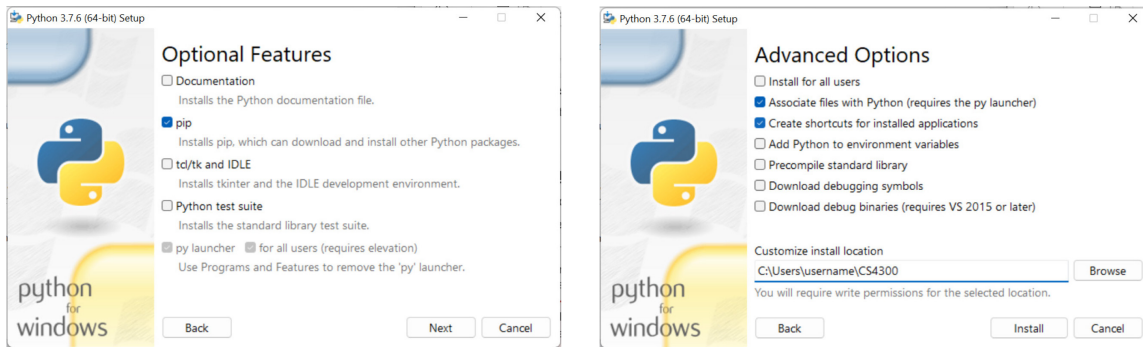 Python 3.7.6 (64-bit) Setup
Optional Features
Documentation
Installs the Python documentation file.
pip
Installs pip, which can download and install other Python packages.
td/tk and IDLE
Installs tkinter and the IDLE development environment.
Python test suite
Installs the standard library test suite.
py launcher for all users (requires elevation)
Use Programs and Features to remove the 'py' launcher.
python
for
windows
Back Next Cancel
Python 3.7.6 (64-bit) Setup
Advanced Options
Install for all users
Associate files with Python (requires the py launcher)
Create shortcuts for installed applications
Add Python to environment variables
Precompile standard library
Download debugging symbols
Download debug binaries (requires VS 2015 or later)
Customize install location
C:\Users\username\CS4300 Browse
You will require write permissions for the selected location.
python
for
windows
Back Install Cancel